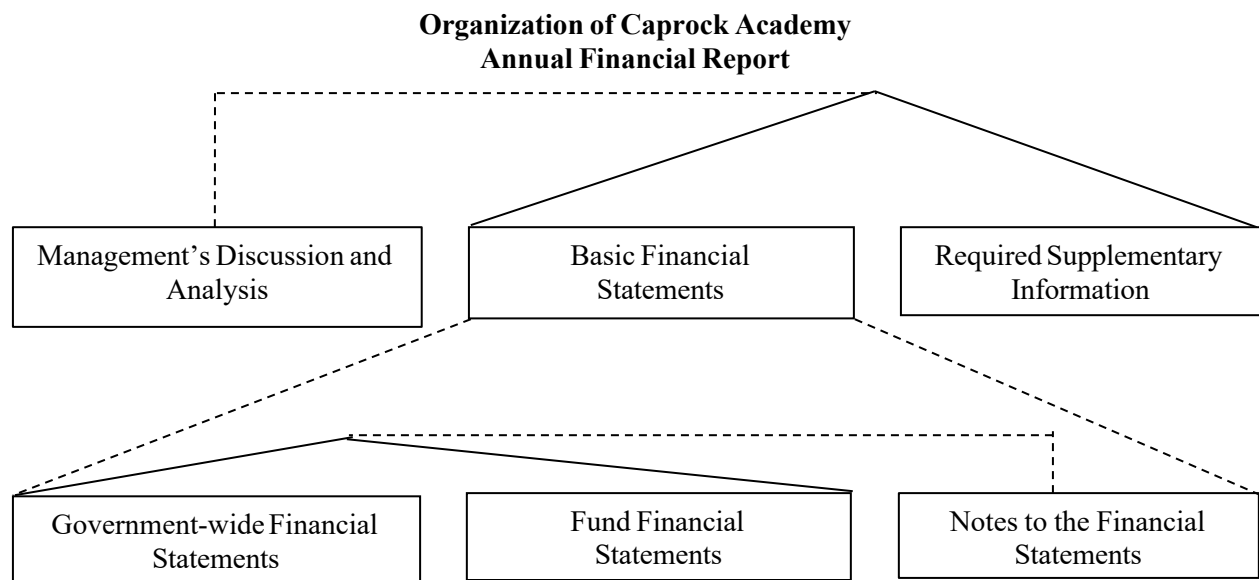 Organization of Caprock Academy
Annual Financial Report
Management’s Discussion and
Analysis
Basic Financial
Statements
Required Supplementary
Information
Government-wide Financial
Statements
Fund Financial
Statements
Notes to the Financial
Statements